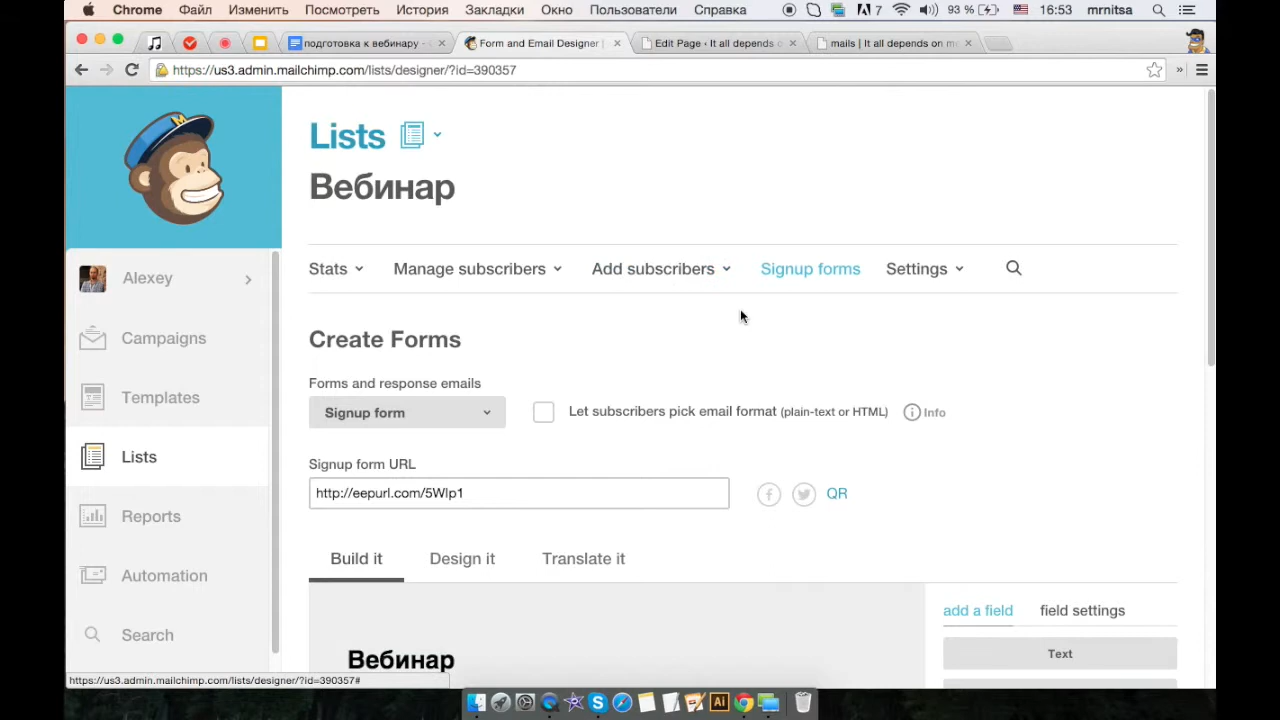 Chrome Файл Изменить Посмотреть История Закладки Окно Пользователи Справка 7 93 % 16:53 mrnitsa
подготовка к вебинару - Form and Email Designer | Edit Page ‹ It all depends o mails | It all depends on m
https://us3.admin.mailchimp.com/lists/designer/?id=390357
Lists
Вебинар
Alexey
Campaigns
Templates
Lists
Reports
Automation
Search
Stats Manage subscribers Add subscribers Signup forms Settings
Create Forms
Forms and response emails
Signup form Let subscribers pick email format (plain-text or HTML) Info
Signup form URL
http://eepurl.com/5WIp1 QR
Build it Design it Translate it
Вебинар
add a field field settings
Text
https://us3.admin.mailchimp.com/lists/designer/?id=390357#